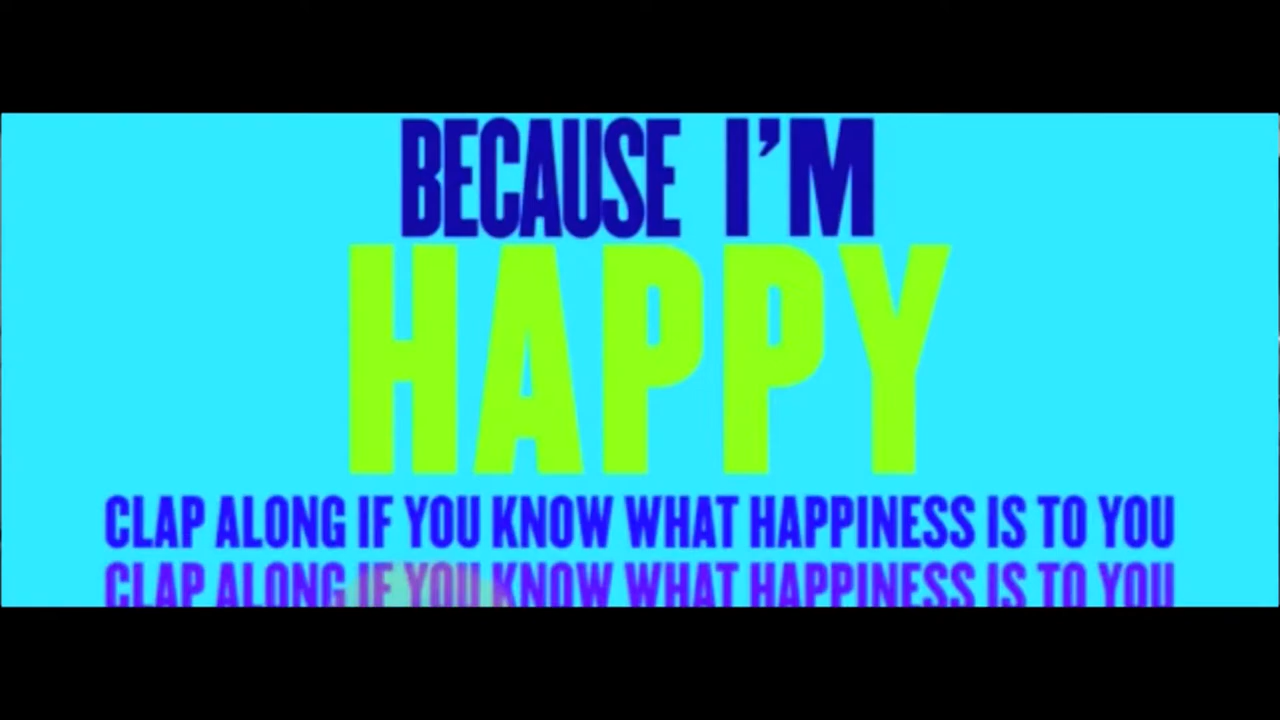 BECAUSE I'M
HAPPY
CLAP ALONG IF YOU KNOW WHAT HAPPINESS IS TO YOU
CLAP ALONG IF YOU KNOW WHAT HAPPINESS IS TO YOU